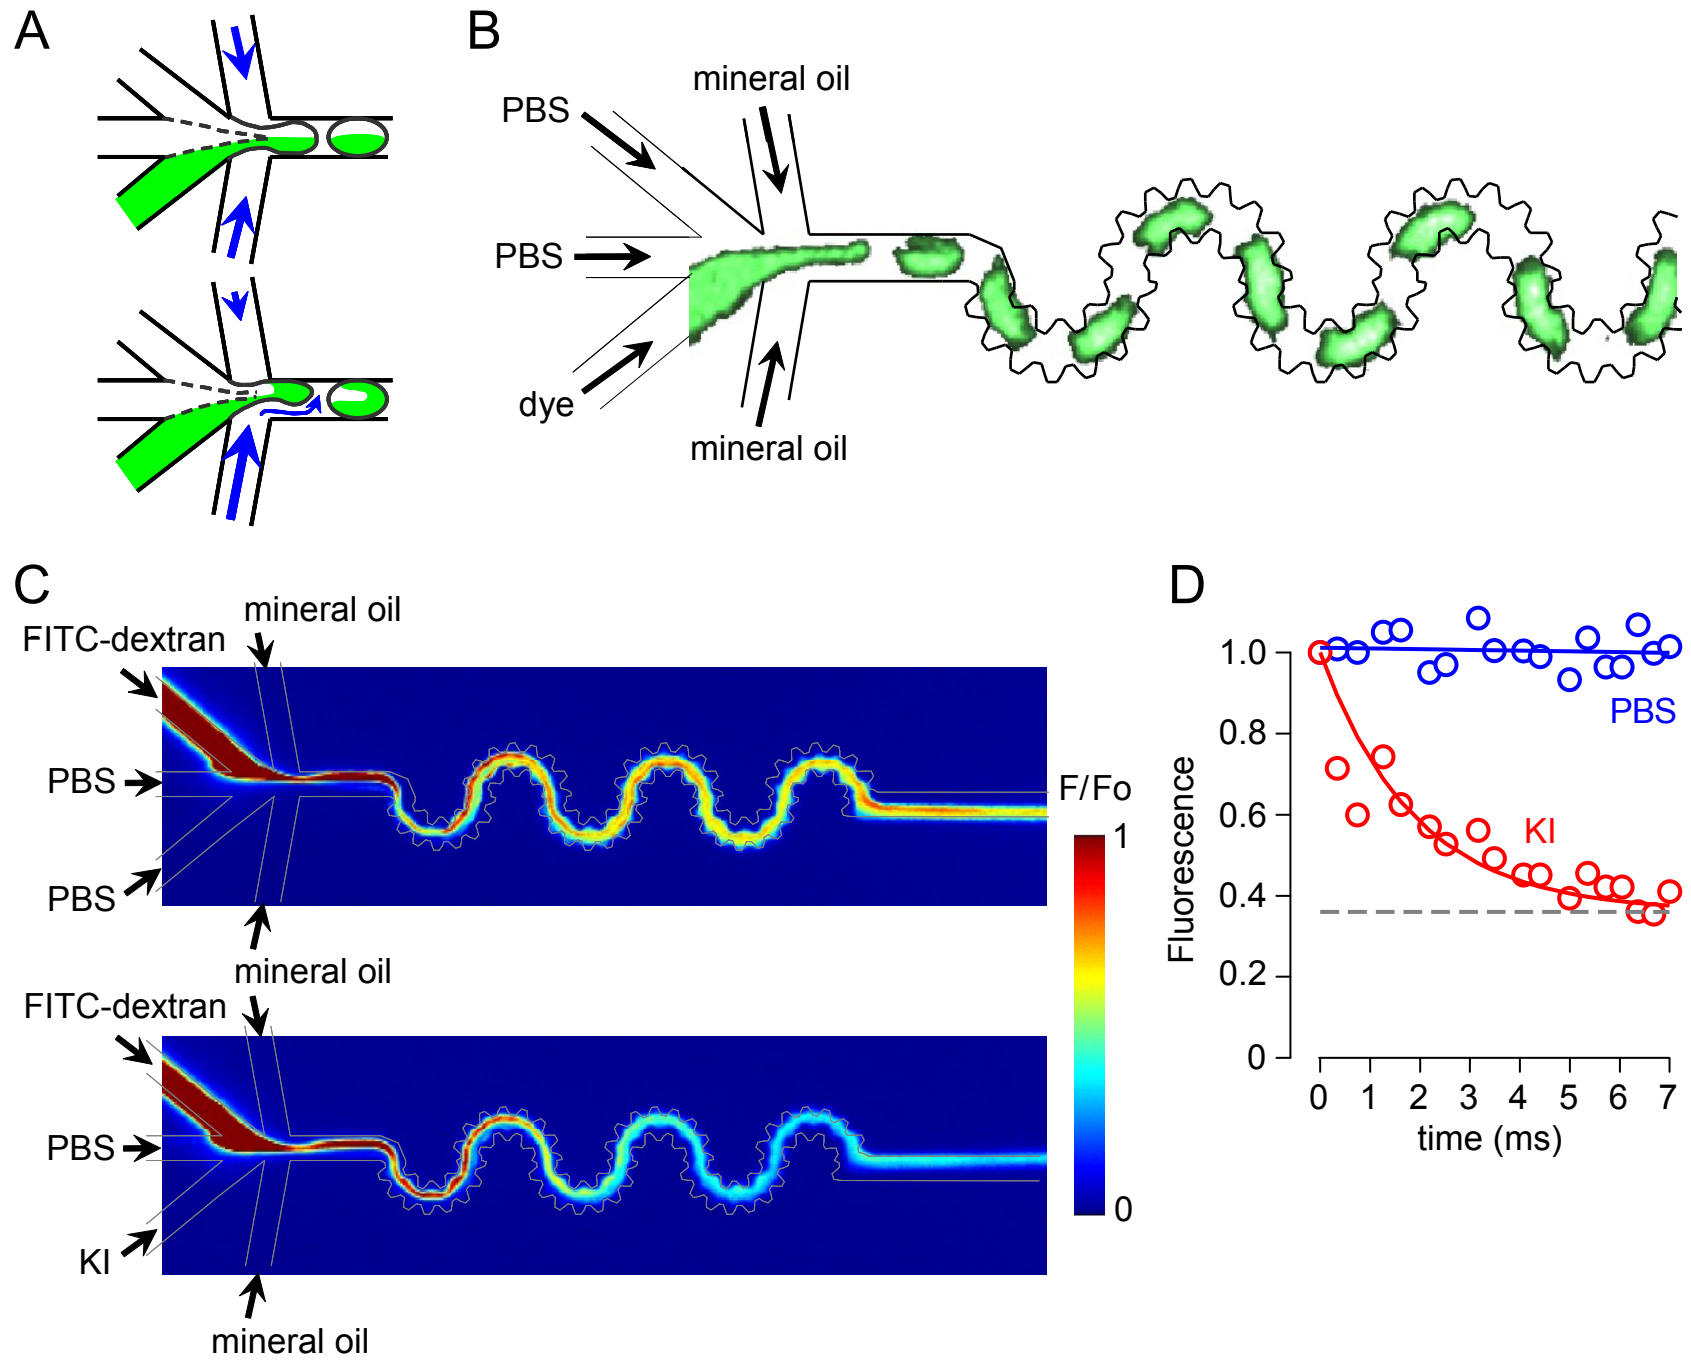 A
B
mineral oil
PBS
PBS
dye
mineral oil
C
mineral oil
FITC-dextran
PBS
PBS
mineral oil
FITC-dextran
PBS
KI
mineral oil
F/Fo
1
0
D
1.0
0.8
0.6
0.4
0.2
0
Fluorescence
PBS
KI
0 1 2 3 4 5 6 7
time (ms)